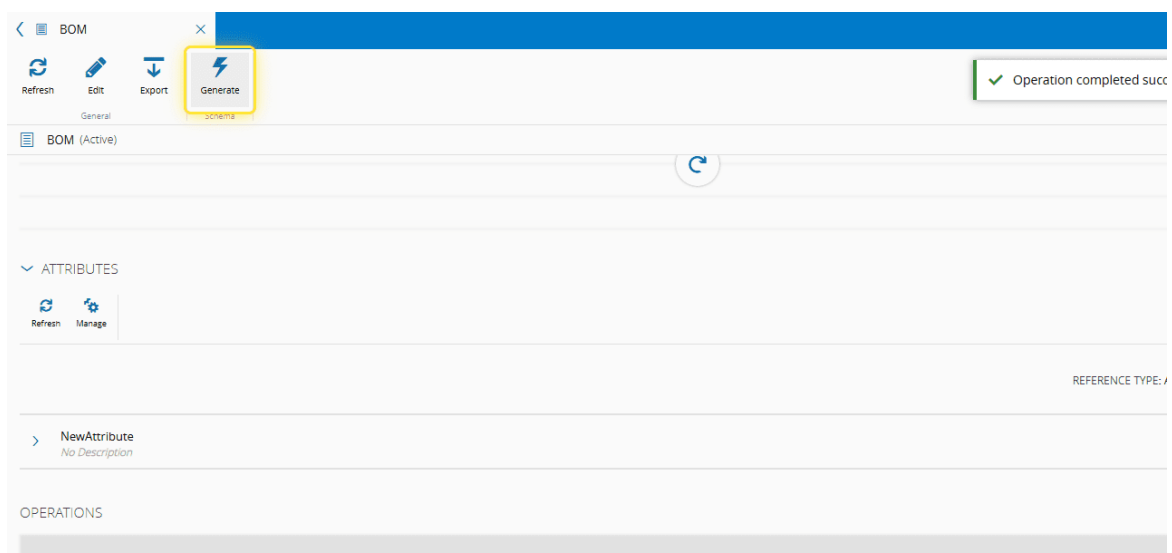 BOM
Refresh Edit Export Generate
General Schema
Operation completed succ
BOM (Active)
ATTRIBUTES
Refresh Manage
REFERENCE TYPE: A
NewAttribute
No Description
OPERATIONS